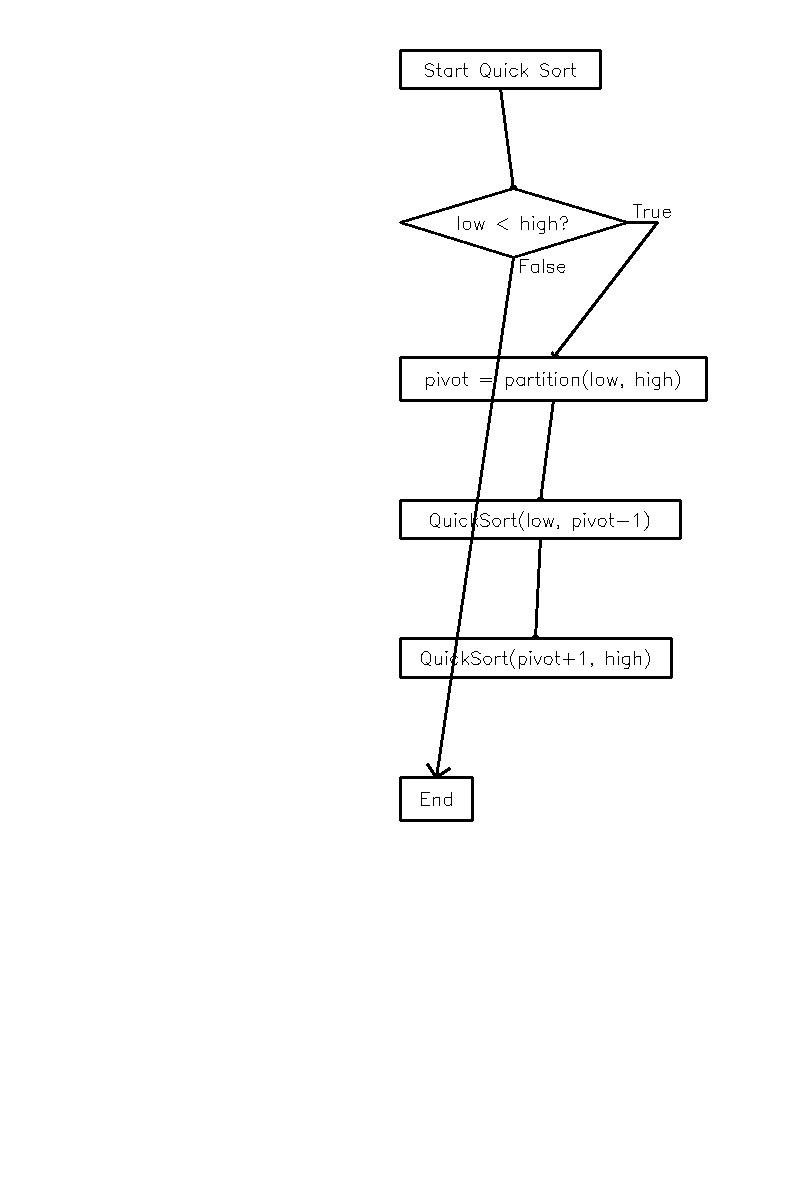 Start Quick Sort
low < high?
True
False
pivot = partition(low, high)
QuickSort(low, pivot-1)
QuickSort(pivot+1, high)
End